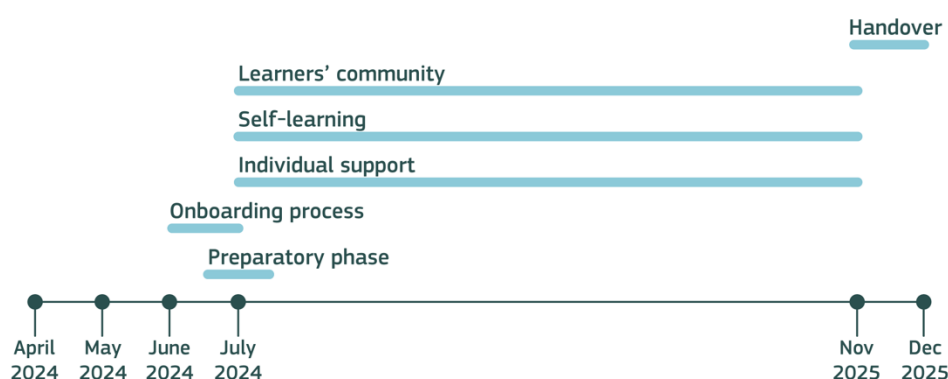 Handover
Learners’ community
Self-learning
Individual support
Onboarding process
Preparatory phase
April 2024
May 2024
June 2024
July 2024
Nov 2025
Dec 2025